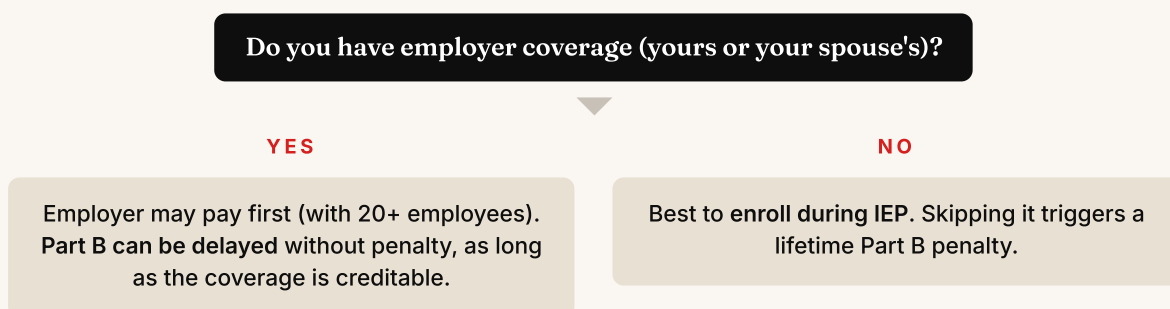 Do you have employer coverage (yours or your spouse's)?
YES
Employer may pay first (with 20+ employees).
Part B can be delayed without penalty, as long
as the coverage is creditable.
NO
Best to enroll during IEP. Skipping it triggers a
lifetime Part B penalty.